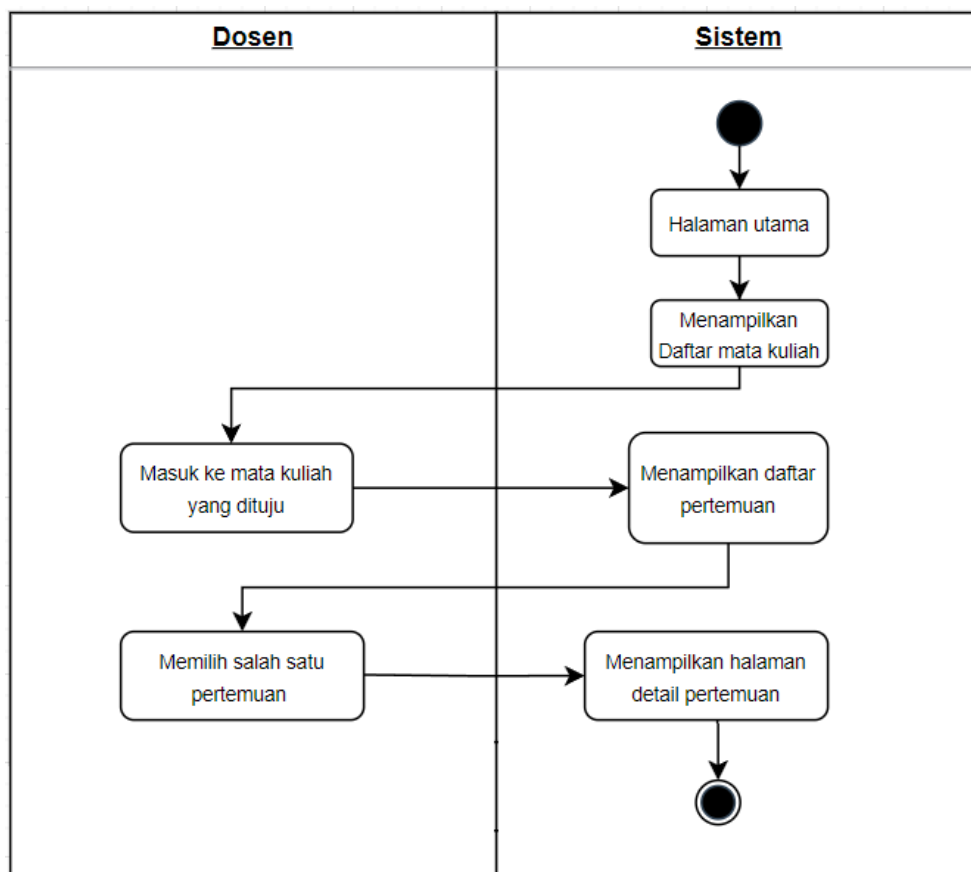 Dosen
Sistem
Halaman utama
Menampilkan
Daftar mata kuliah
Masuk ke mata kuliah
yang dituju
Menampilkan daftar
pertemuan
Memilih salah satu
pertemuan
Menampilkan halaman
detail pertemuan